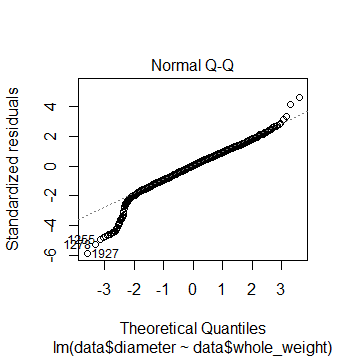 Normal Q-Q
Standardized residuals
4
2
0
-2
-4
-6
1278
1927
-3 -2 -1 0 1 2 3
Theoretical Quantiles
lm(data$diameter ~ data$whole_weight)